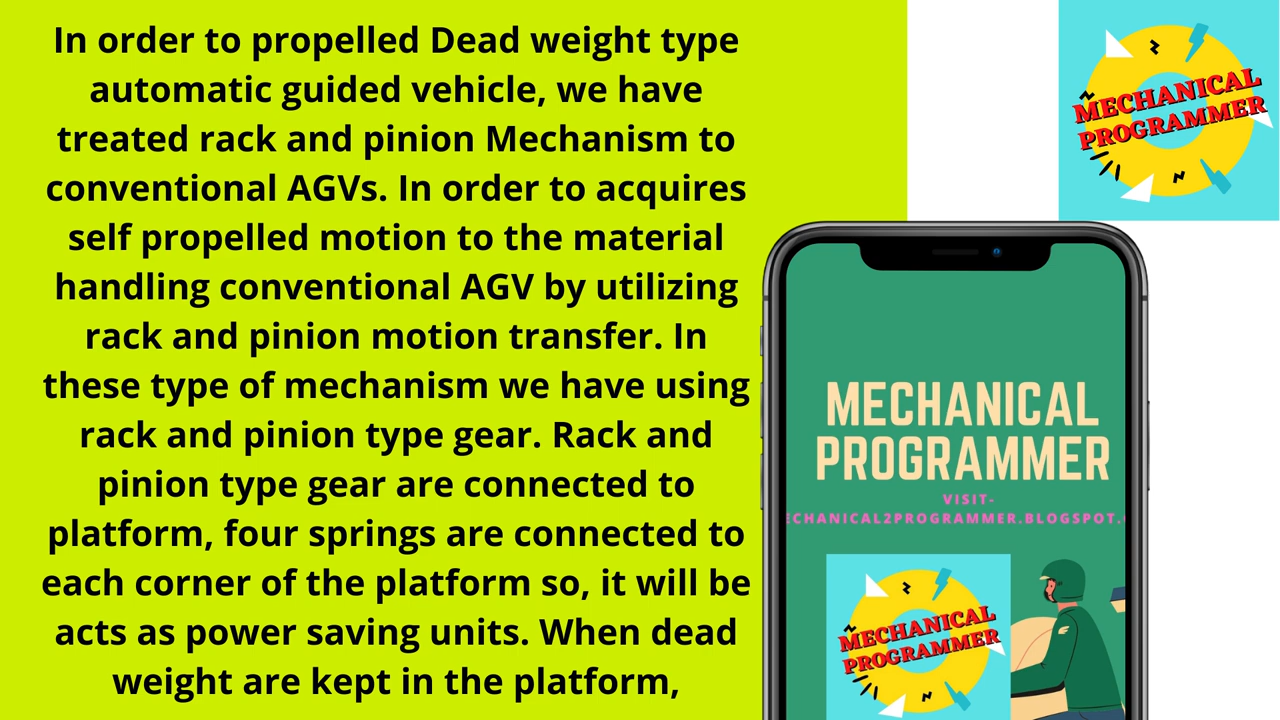 In order to propelled Dead weight type
automatic guided vehicle, we have
treated rack and pinion Mechanism to
conventional AGVs. In order to acquires
self propelled motion to the material
handling conventional AGV by utilizing
rack and pinion motion transfer. In
these type of mechanism we have using
rack and pinion type gear. Rack and
pinion type gear are connected to
platform, four springs are connected to
each corner of the platform so, it will be
acts as power saving units. When dead
weight are kept in the platform,
MECHANICAL
PROGRAMMER
MECHANICAL
PROGRAMMER
VISIT-
ECHANICAL2PROGRAMMER.BLOGSPOT.
MECHANICAL
PROGRAMMER